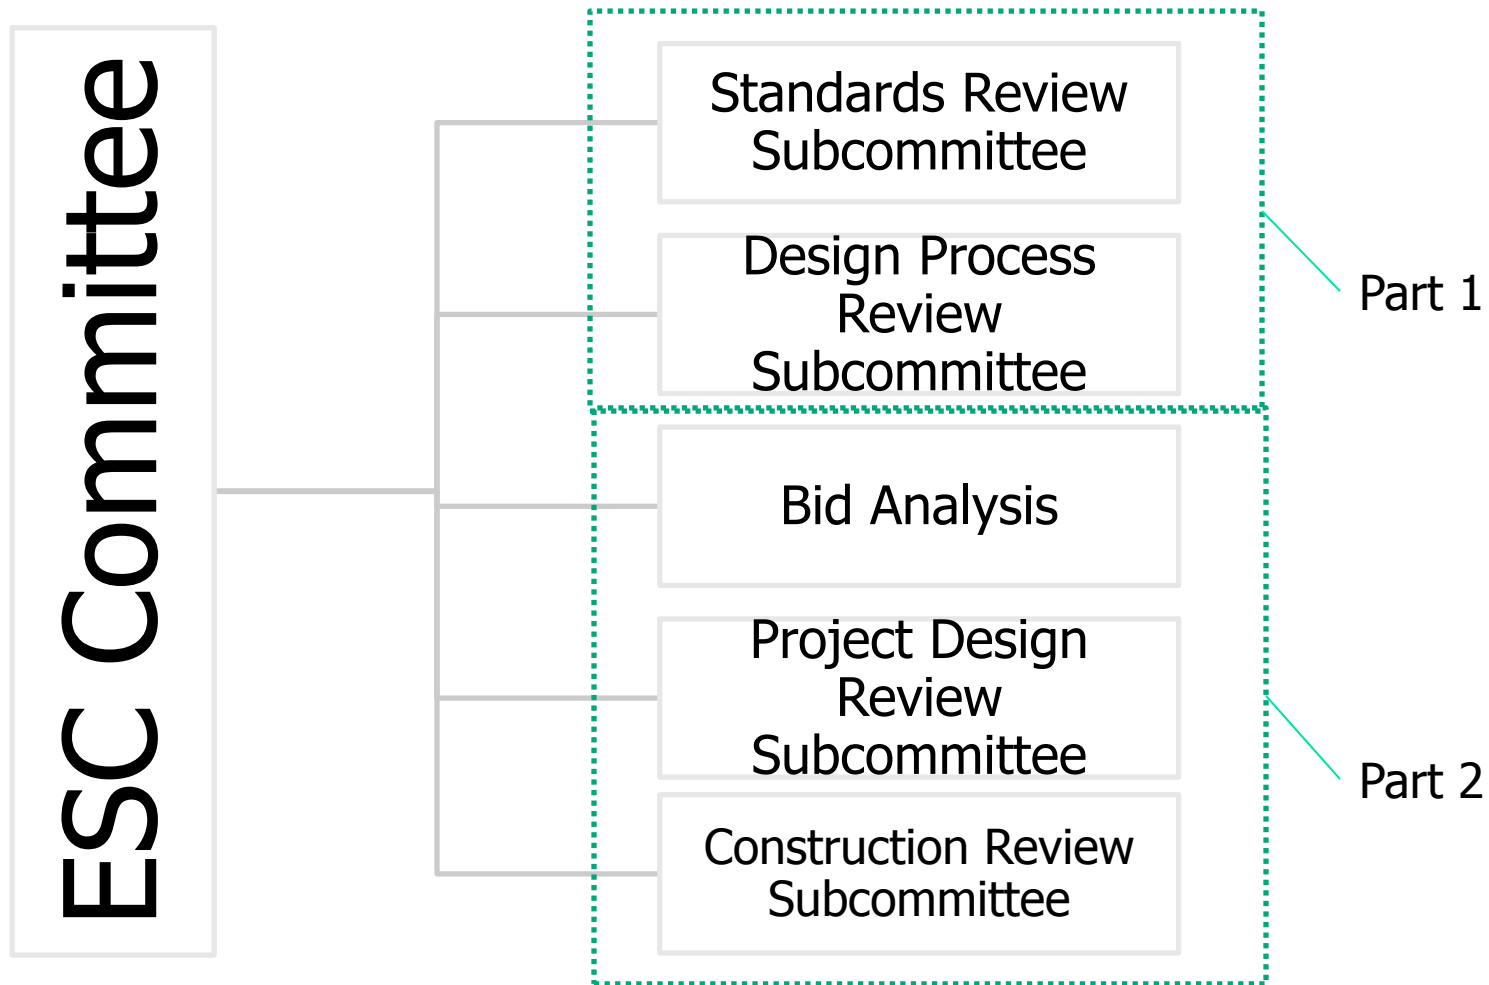 ESC Committee
Standards Review
Subcommittee
Design Process
Review
Subcommittee
Part 1
Bid Analysis
Project Design
Review
Subcommittee
Part 2
Construction Review
Subcommittee